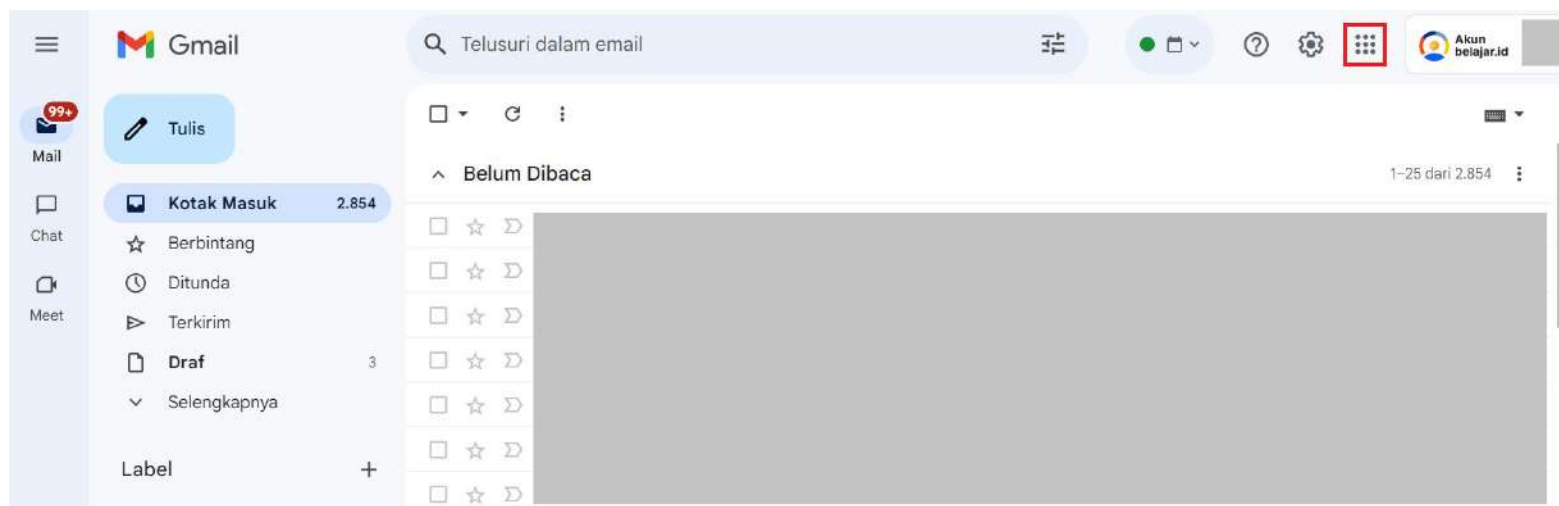 Gmail
Telusuri dalam email
Akun
belajar.id
99+
Mail
Chat
Meet
Tulis
Kotak Masuk 2.854
Berbintang
Ditunda
Terkirim
Draf 3
Selengkapnya
Label +
Belum Dibaca
1–25 dari 2.854